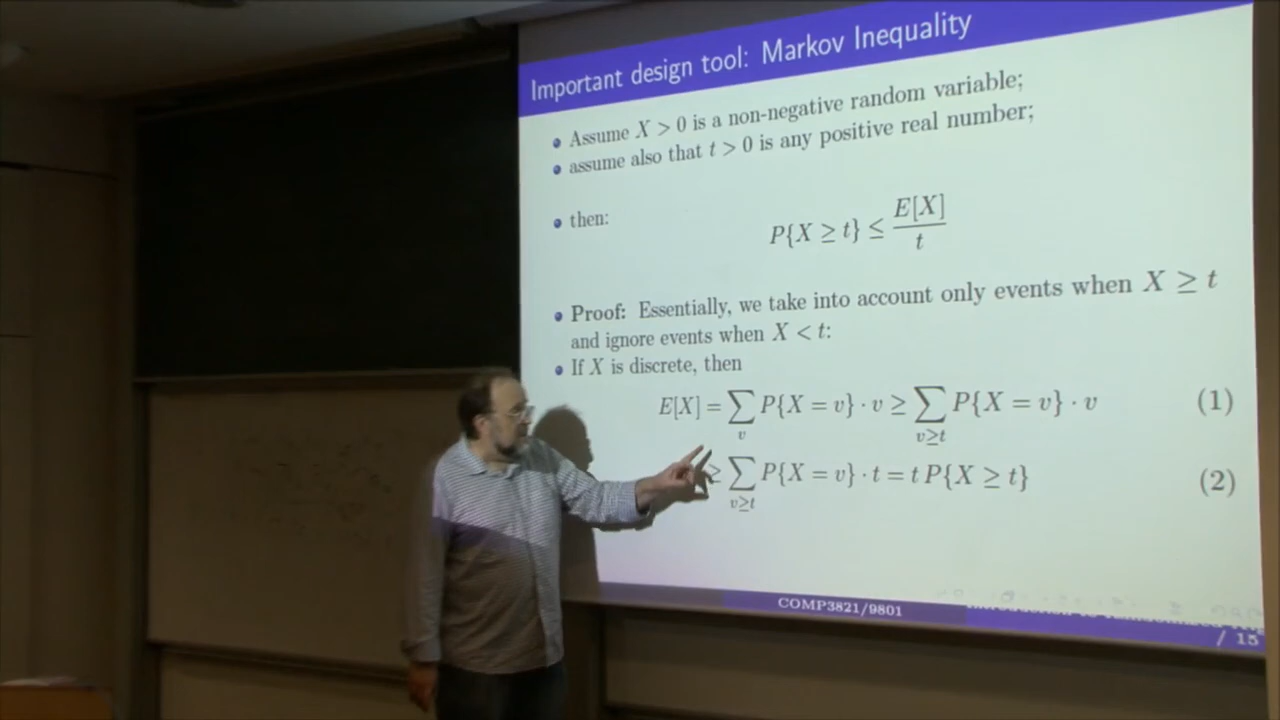 Important design tool: Markov Inequality
Assume X > 0 is a non-negative random variable;
assume also that t > 0 is any positive real number;
then:
P{X ≥ t} ≤ E[X] / t
Proof: Essentially, we take into account only events when X ≥ t
and ignore events when X < t:
If X is discrete, then
E[X] = ∑_v P{X = v} · v ≥ ∑_{v≥t} P{X = v} · v (1)
≥ ∑_{v≥t} P{X = v} · t = t P{X ≥ t} (2)
COMP3821/9801
/ 15